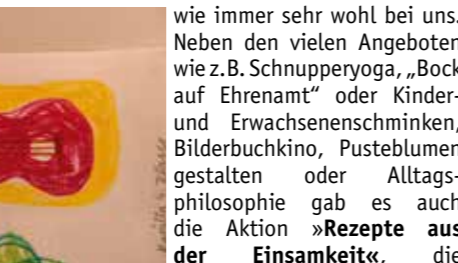 wie immer sehr wohl bei uns.
Neben den vielen Angeboten
wie z.B. Schnupperyoga, „Bock
auf Ehrenamt“ oder Kinder-
und Erwachsenenschminken,
Bilderbuchkino, Pusteblumen
gestalten oder Alltags-
philosophie gab es auch
die Aktion »Rezepte aus
der Einsamkeit«, die